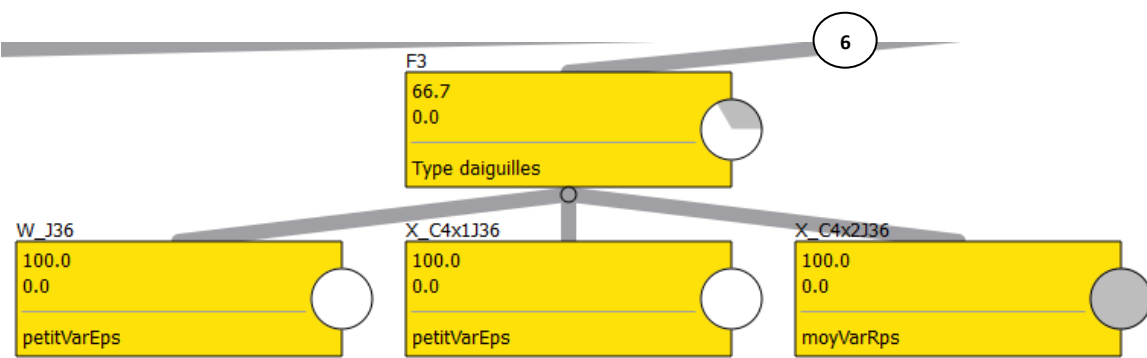 6
F3
66.7
0.0
Type daiguilles
W_J36
100.0
0.0
petitVarEps
X_C4x1J36
100.0
0.0
petitVarEps
X_C4x2J36
100.0
0.0
moyVarRps